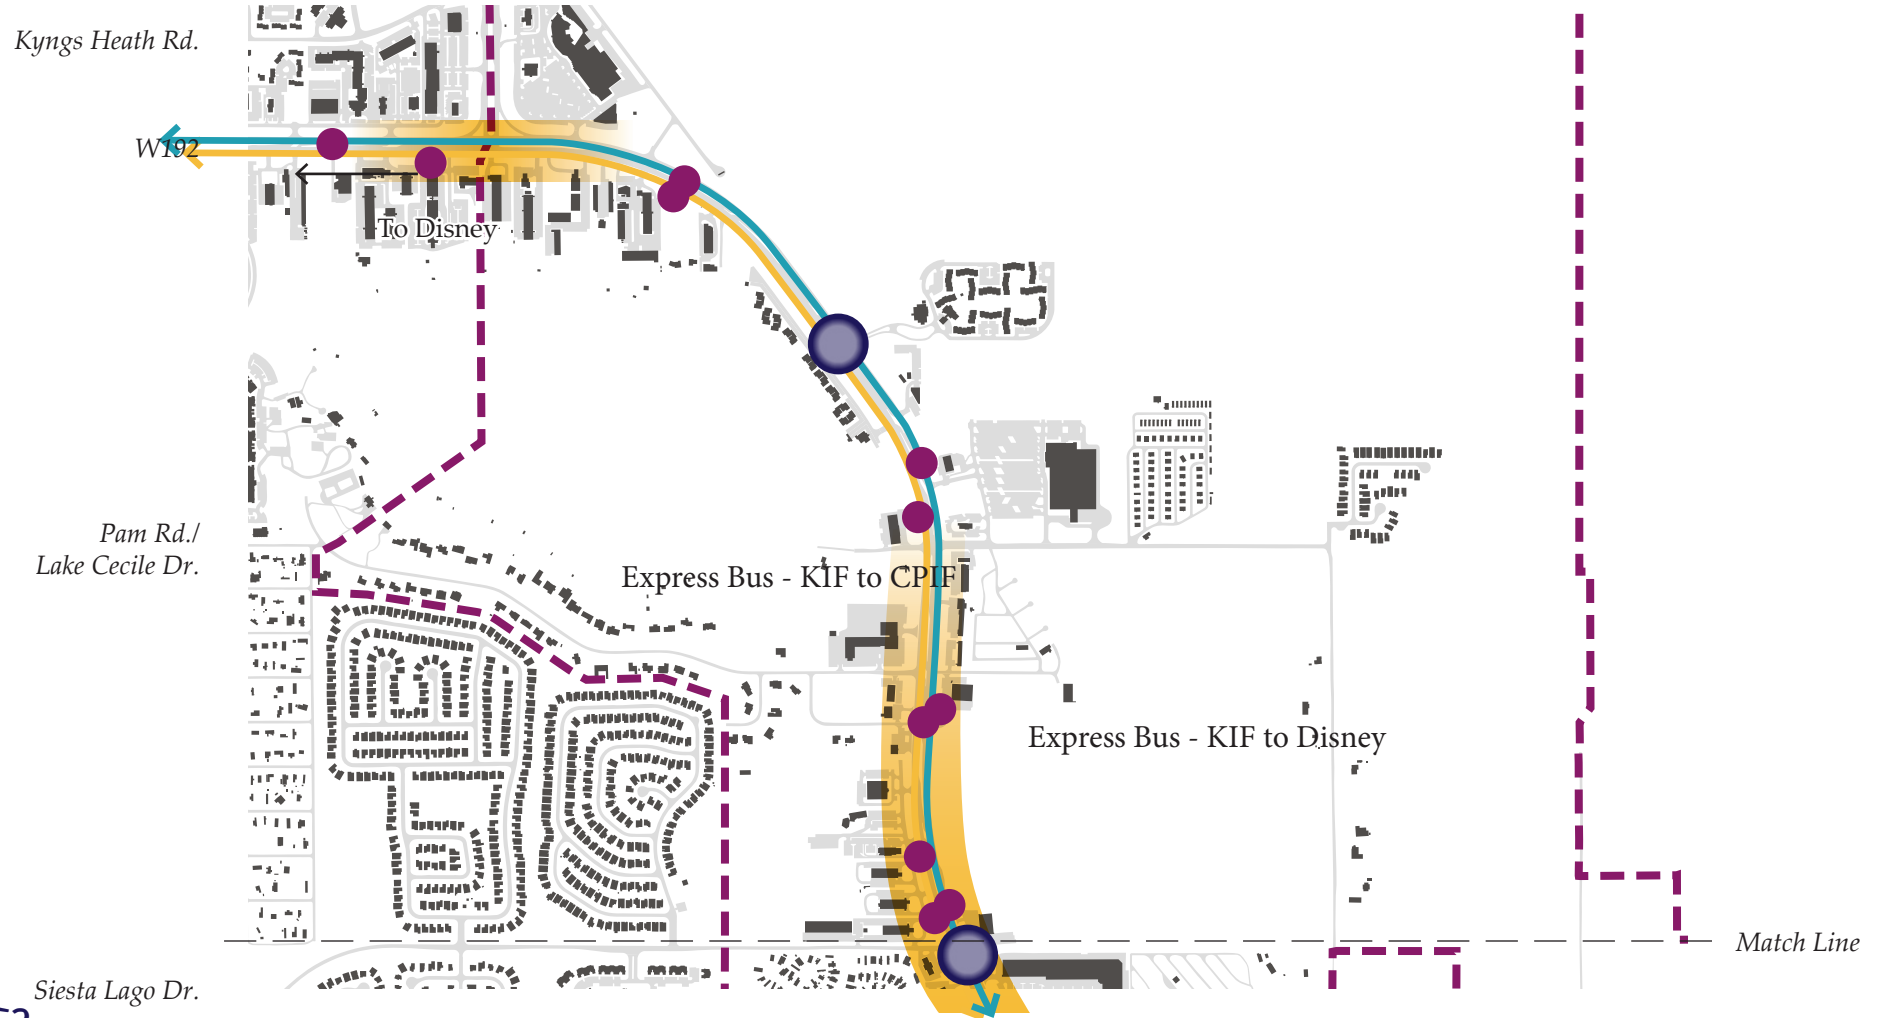 Kyngs Heath Rd.
W192
To Disney
Pam Rd./
Lake Cecile Dr.
Express Bus - KIF to CPIF
Express Bus - KIF to Disney
Match Line
Siesta Lago Dr.